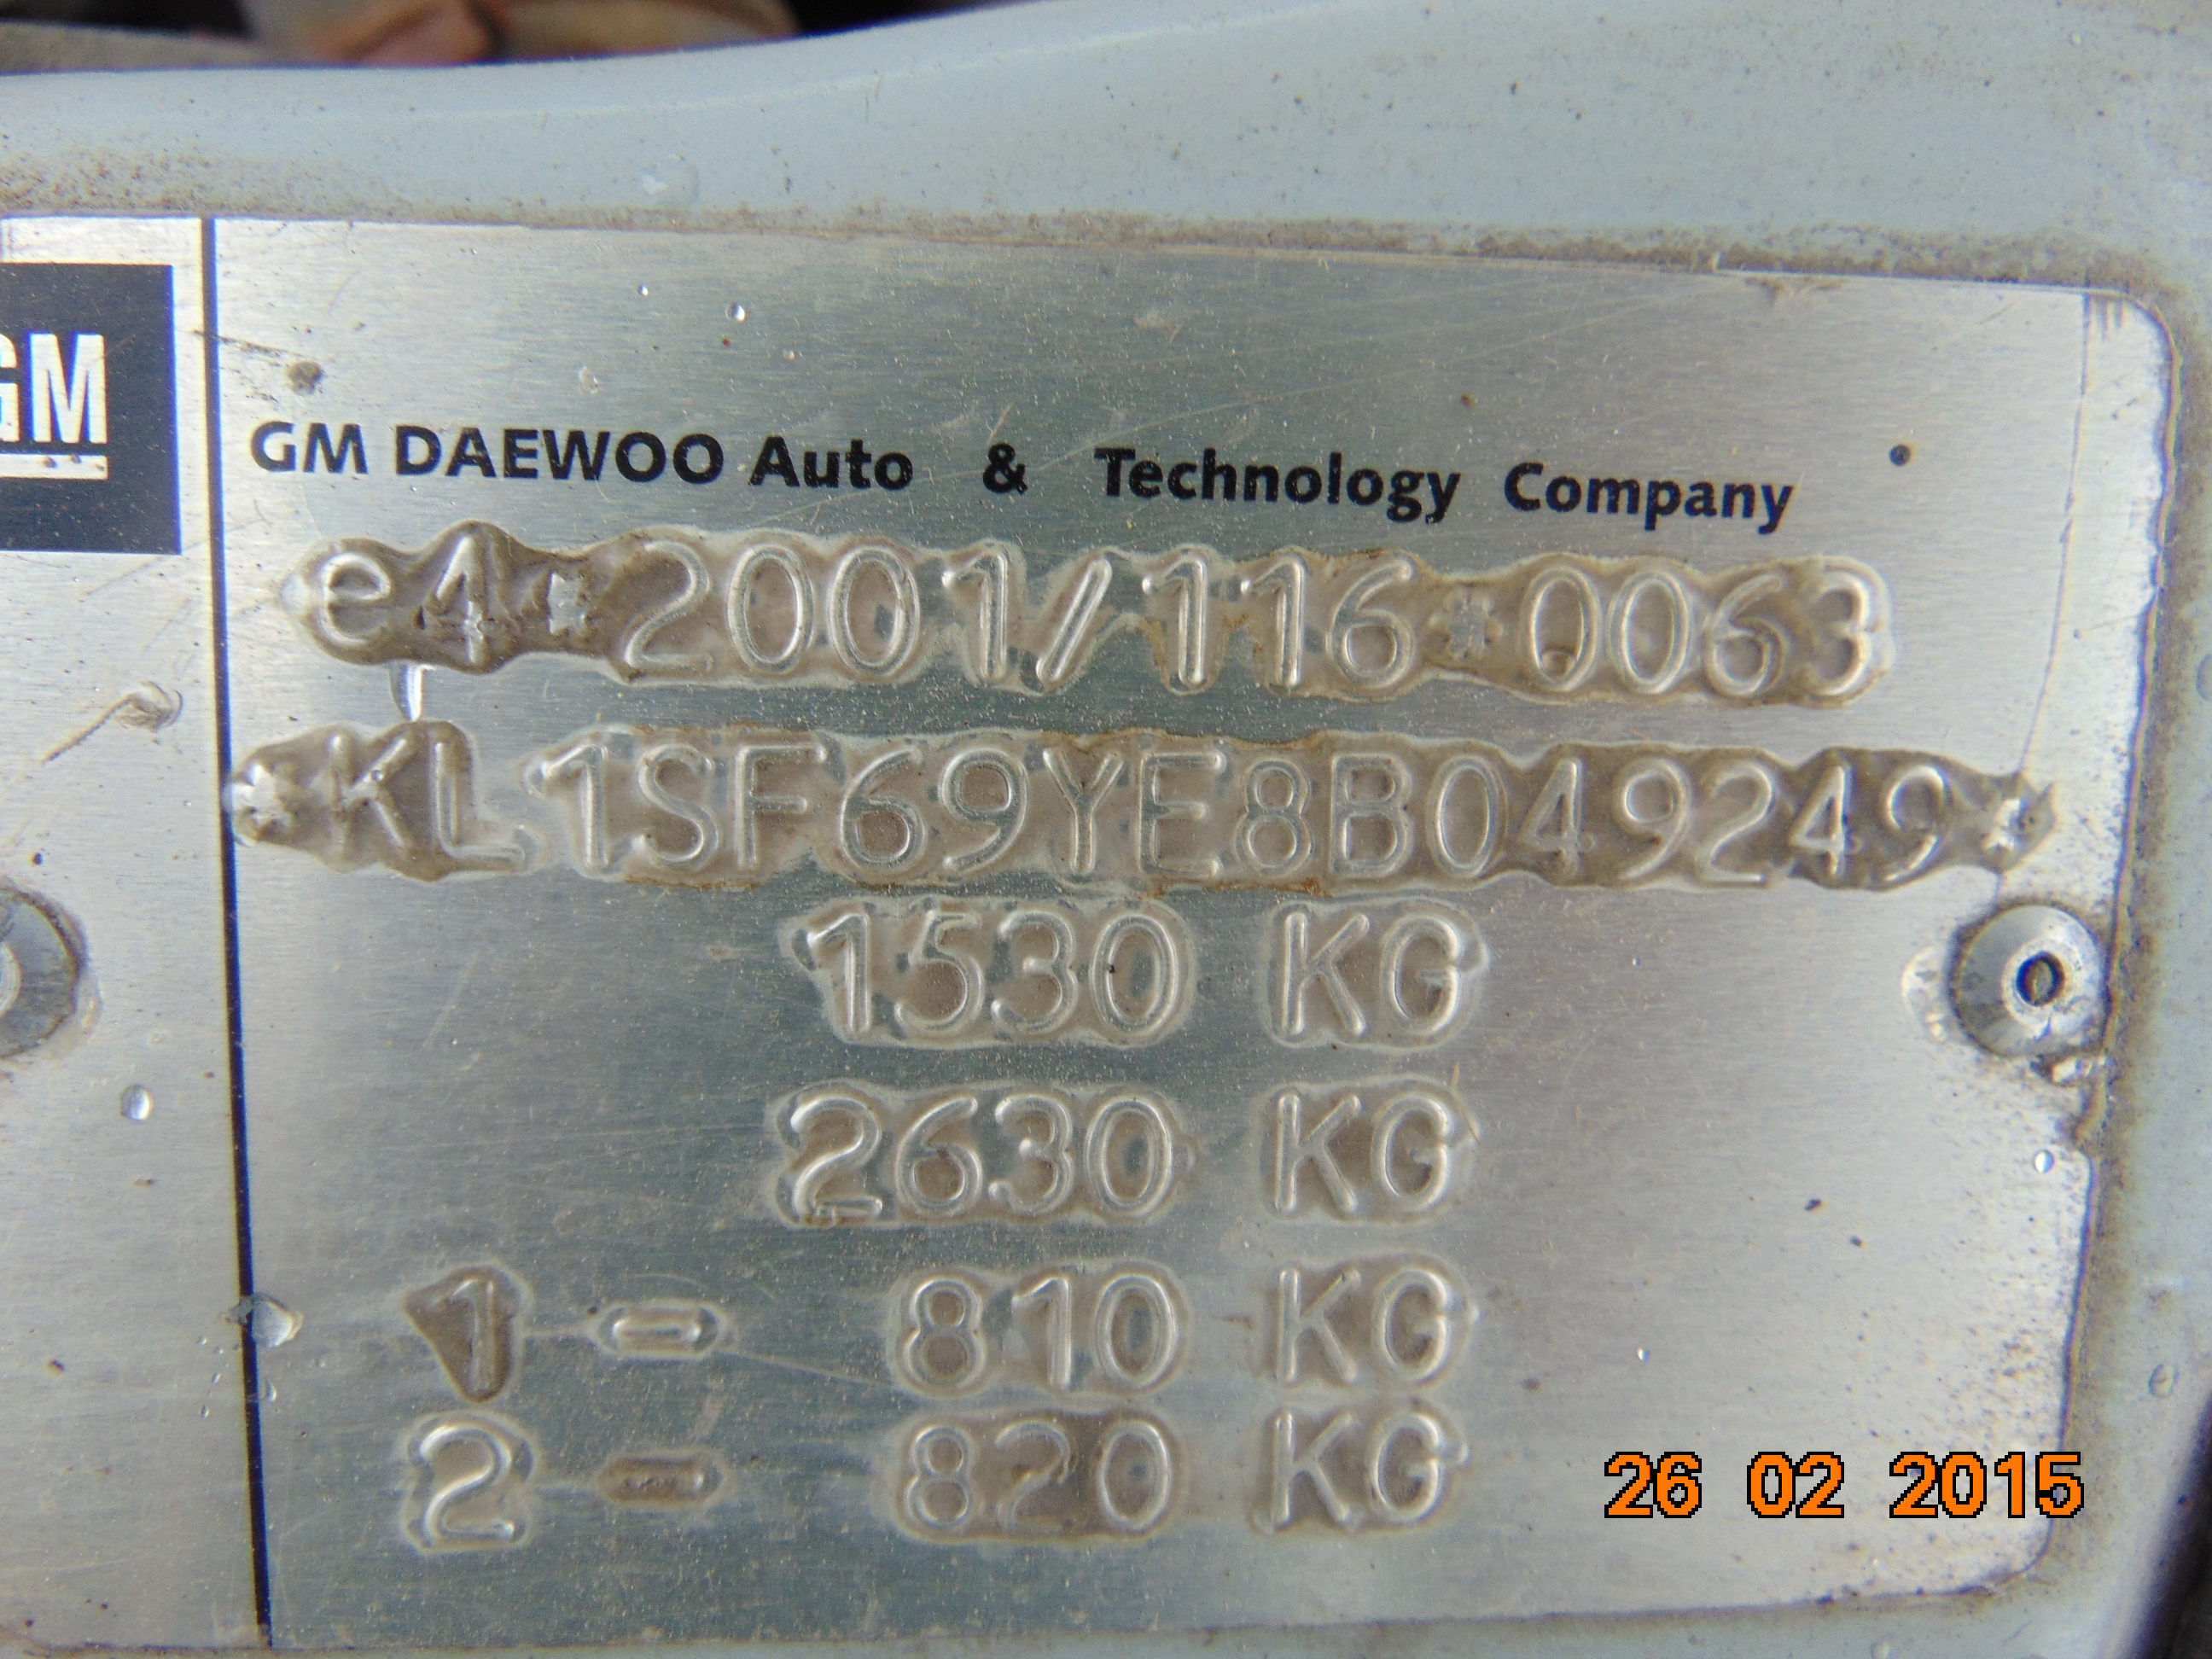 GM
GM DAEWOO Auto & Technology Company
e4*2001/116*0063
*KL1SF69YE8B049249*
1530 KG
2630 KG
1 - 810 KG
2 - 820 KG
26 02 2015